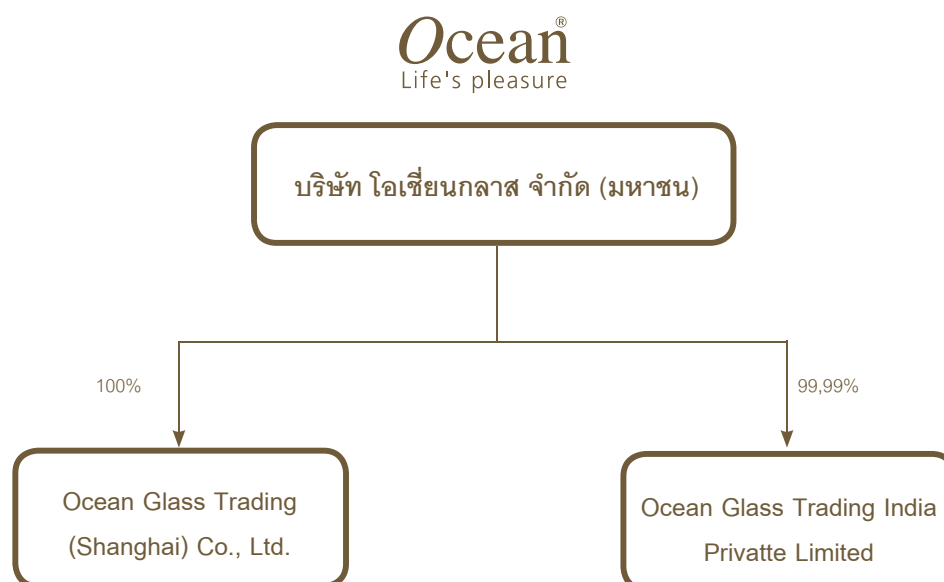 Ocean®
Life's pleasure
บริษัท โอเชี่ยนกลาส จำกัด (มหาชน)
100%
99,99%
Ocean Glass Trading
(Shanghai) Co., Ltd.
Ocean Glass Trading India
Privatte Limited